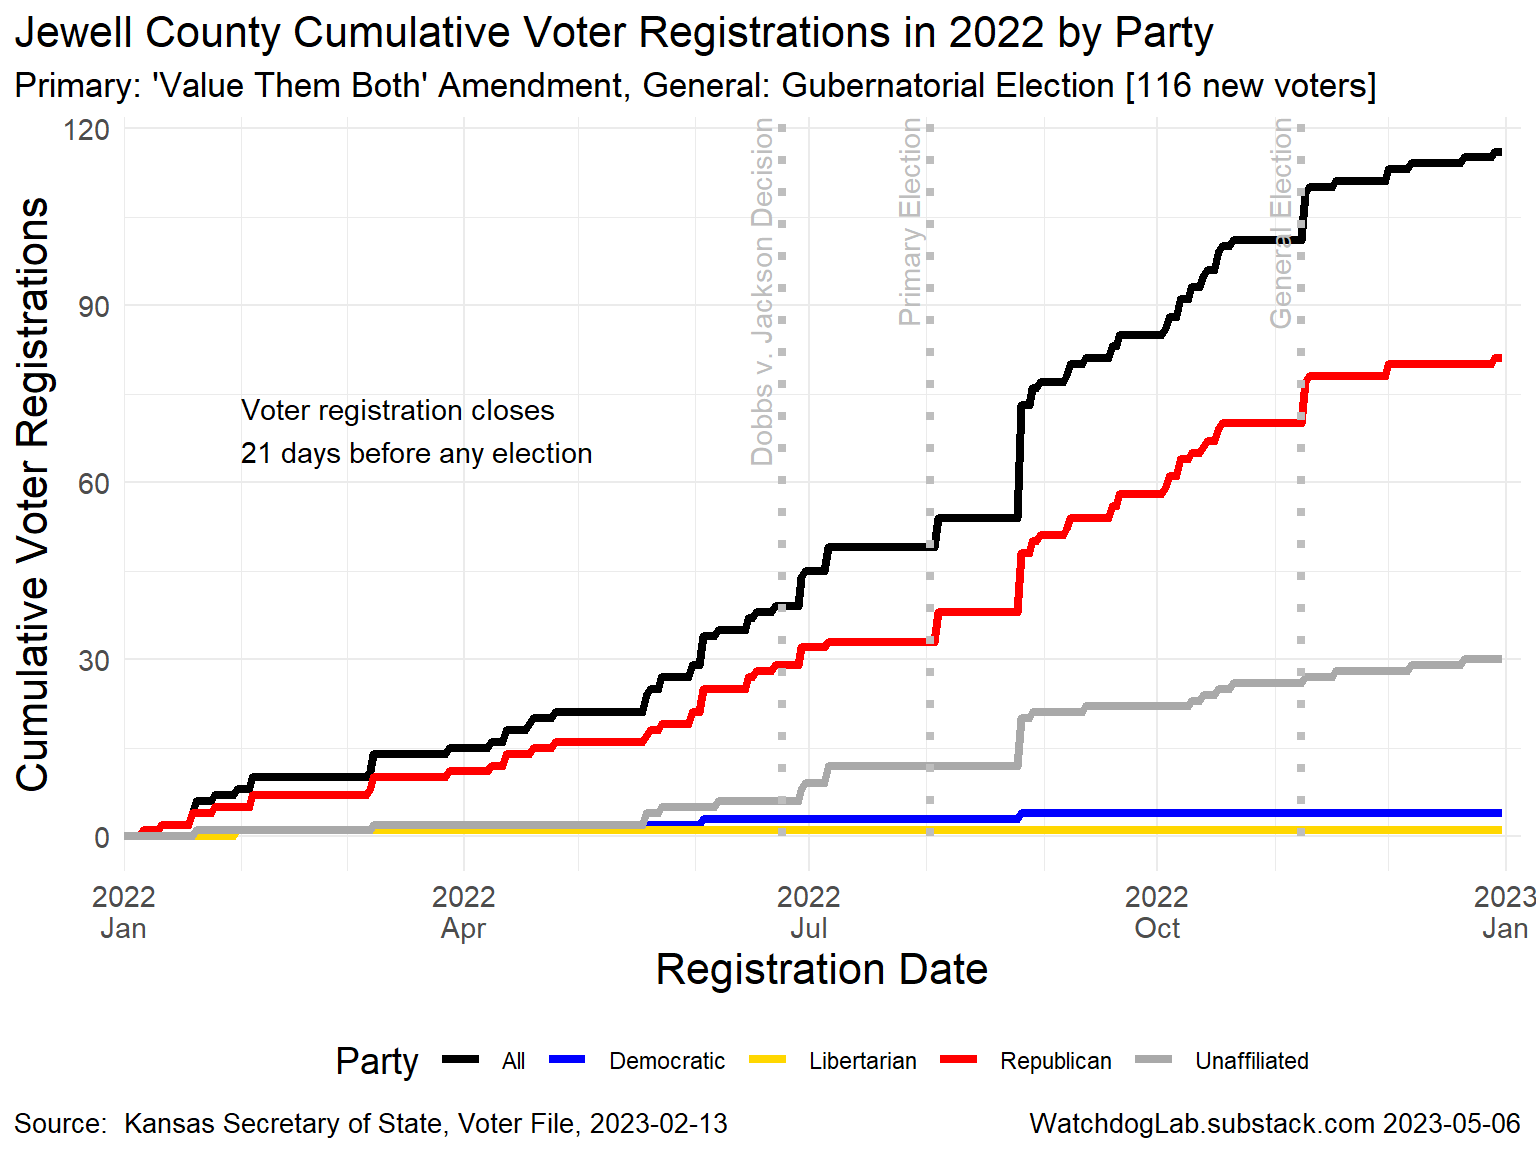 Jewell County Cumulative Voter Registrations in 2022 by Party
Primary: 'Value Them Both' Amendment, General: Gubernatorial Election [116 new voters]
Cumulative Voter Registrations
120
90
60
30
0
Voter registration closes
21 days before any election
Dobbs v. Jackson Decision
Primary Election
General Election
2022
Jan
2022
Apr
2022
Jul
2022
Oct
2023
Jan
Registration Date
Party
All
Democratic
Libertarian
Republican
Unaffiliated
Source:  Kansas Secretary of State, Voter File, 2023-02-13
WatchdogLab.substack.com 2023-05-06